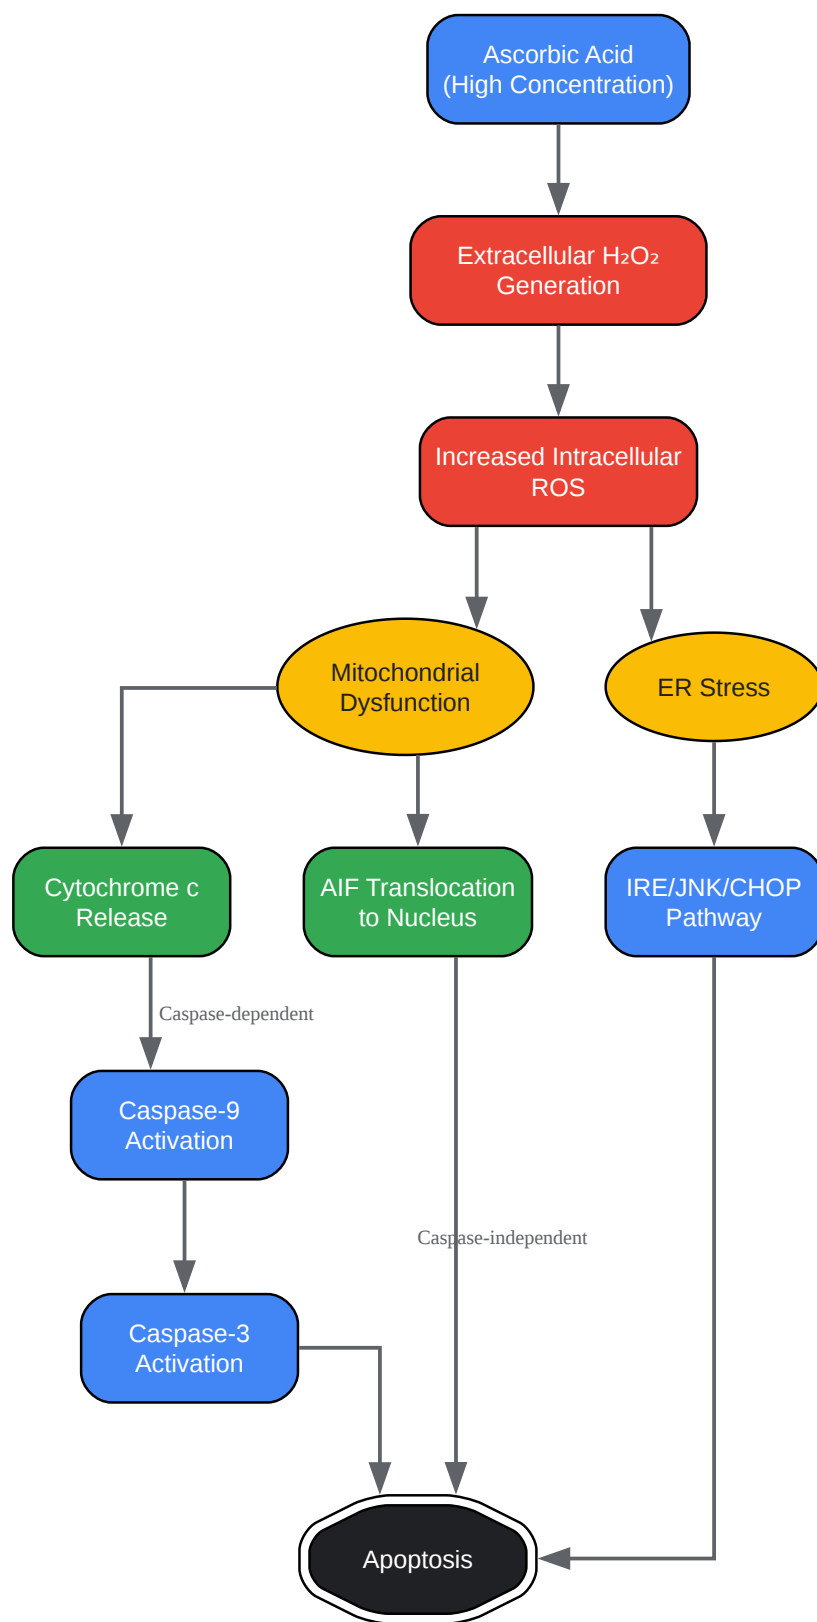 Ascorbic Acid
(High Concentration)
Extracellular H₂O₂
Generation
Increased Intracellular
ROS
Mitochondrial
Dysfunction
ER Stress
Cytochrome c
Release
AIF Translocation
to Nucleus
IRE/JNK/CHOP
Pathway
Caspase-dependent
Caspase-9
Activation
Caspase-independent
Caspase-3
Activation
Apoptosis